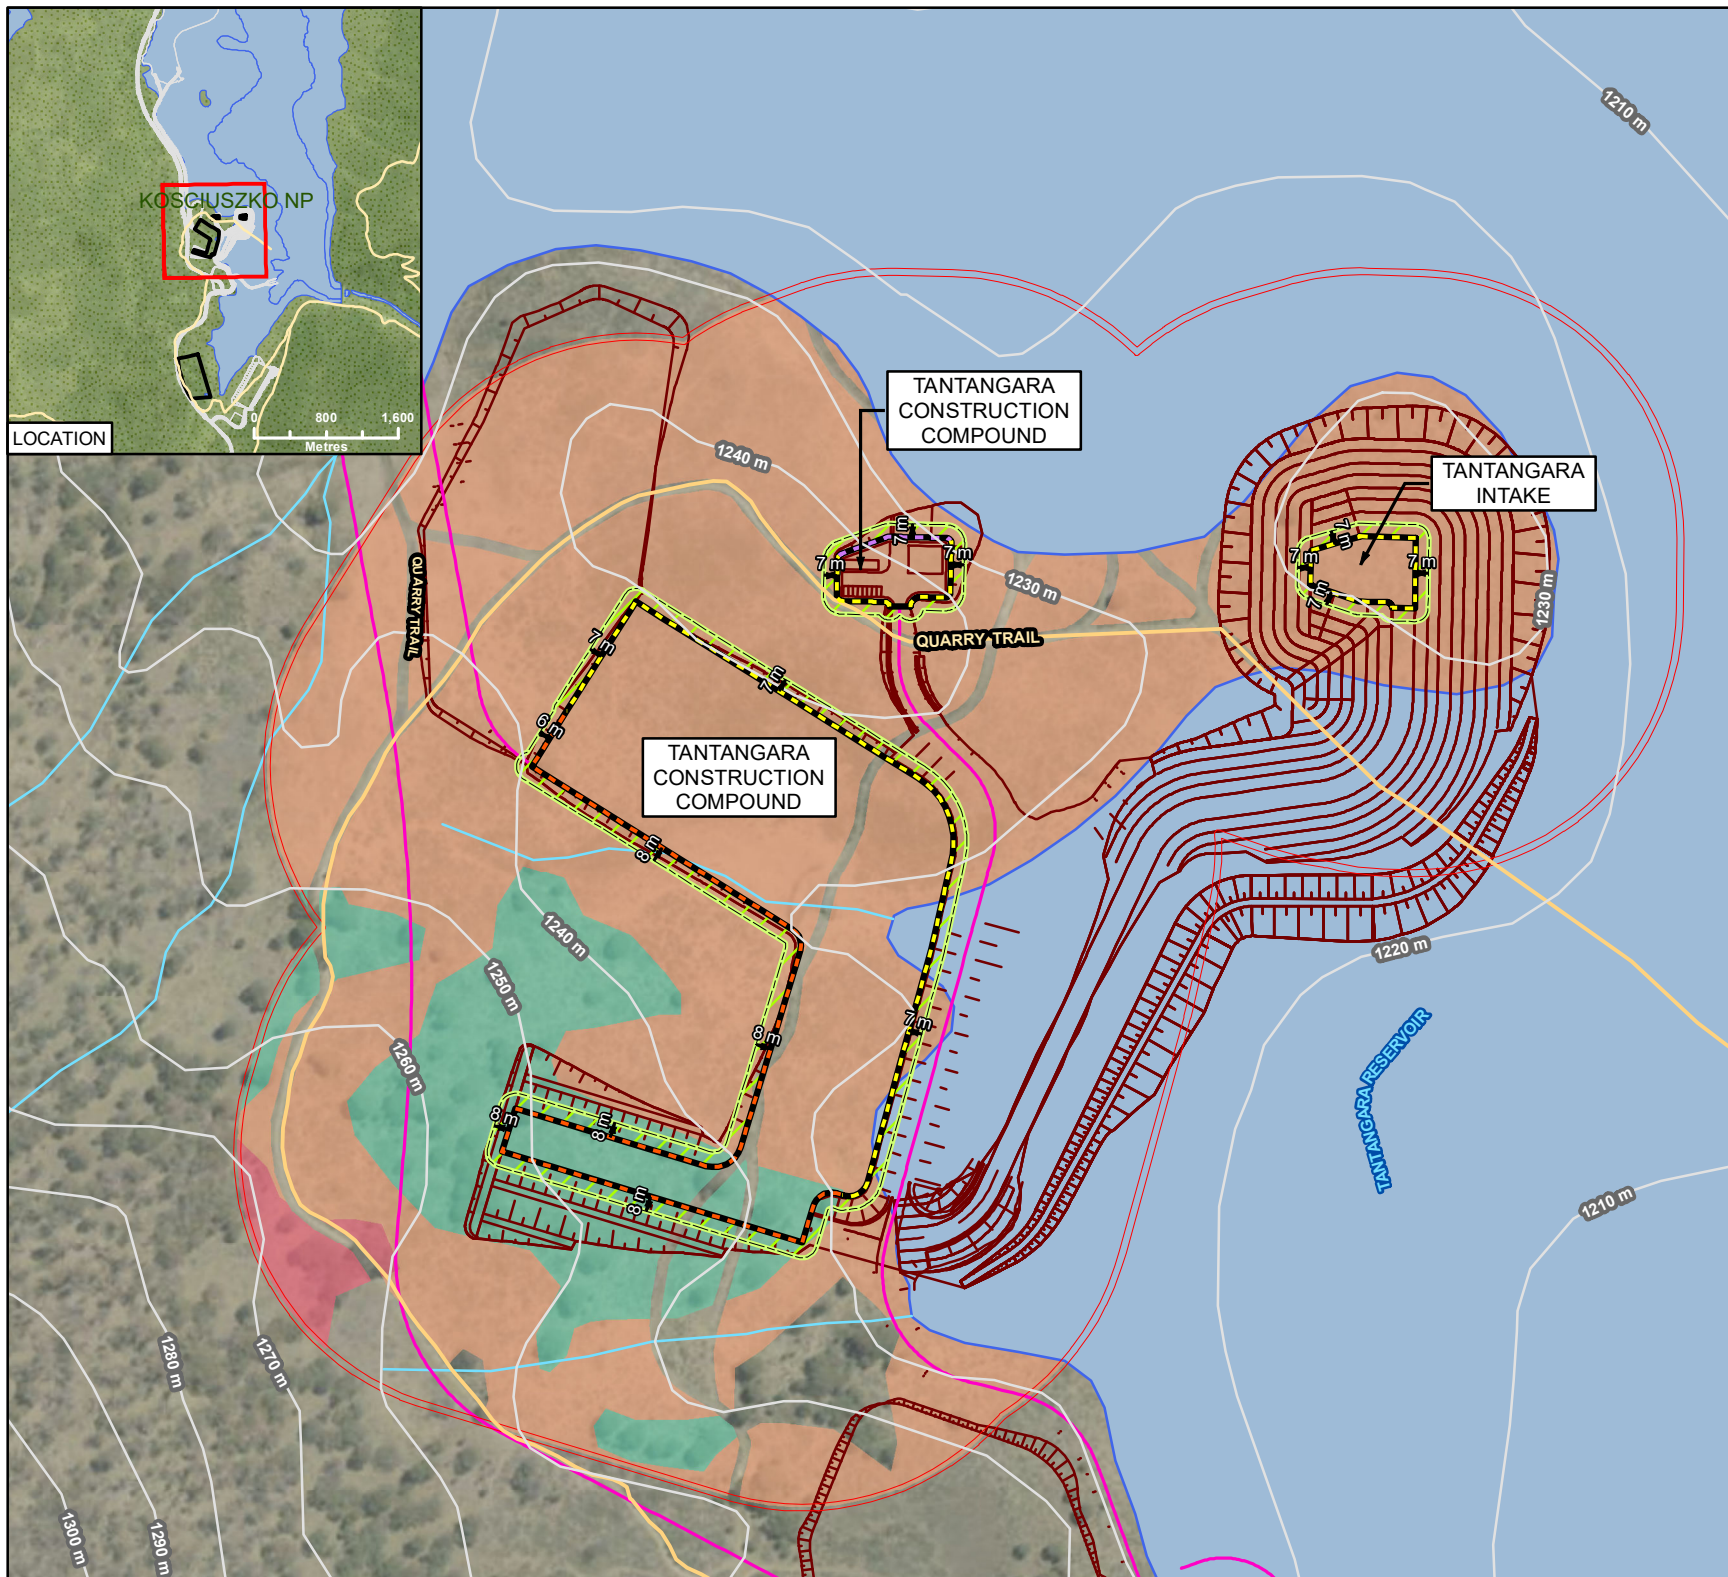 KOSCIUSZKO NP
0 800 1,600
Metres
LOCATION
1210 m
TANTANGARA
CONSTRUCTION
COMPOUND
1240 m
TANTANGARA
INTAKE
7 m
7 m
7 m
7 m
7 m
7 m
7 m
1230 m
1230 m
QUARRY TRAIL
QUARRY TRAIL
7 m
7 m
6 m
TANTANGARA
CONSTRUCTION
COMPOUND
8 m
1240 m
1220 m
1250 m
7 m
8 m
1260 m
TANTANGARA RESERVOIR
8 m
8 m
8 m
1210 m
1280 m
1270 m
1300 m
1290 m